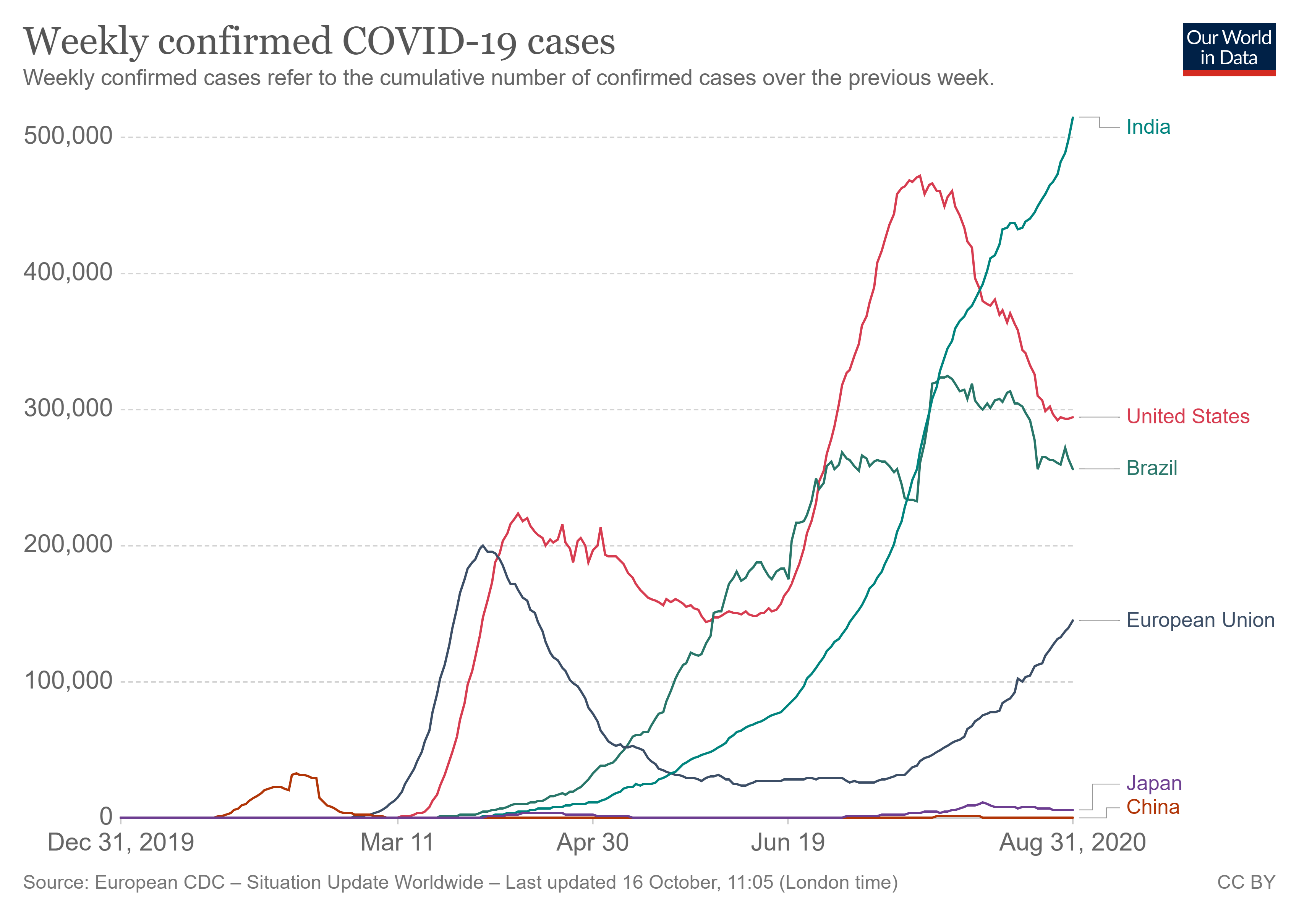 Weekly confirmed COVID-19 cases
Weekly confirmed cases refer to the cumulative number of confirmed cases over the previous week.
Our World
in Data
500,000
400,000
300,000
200,000
100,000
0
India
United States
Brazil
European Union
Japan
China
Dec 31, 2019
Mar 11
Apr 30
Jun 19
Aug 31, 2020
Source: European CDC – Situation Update Worldwide – Last updated 16 October, 11:05 (London time)
CC BY